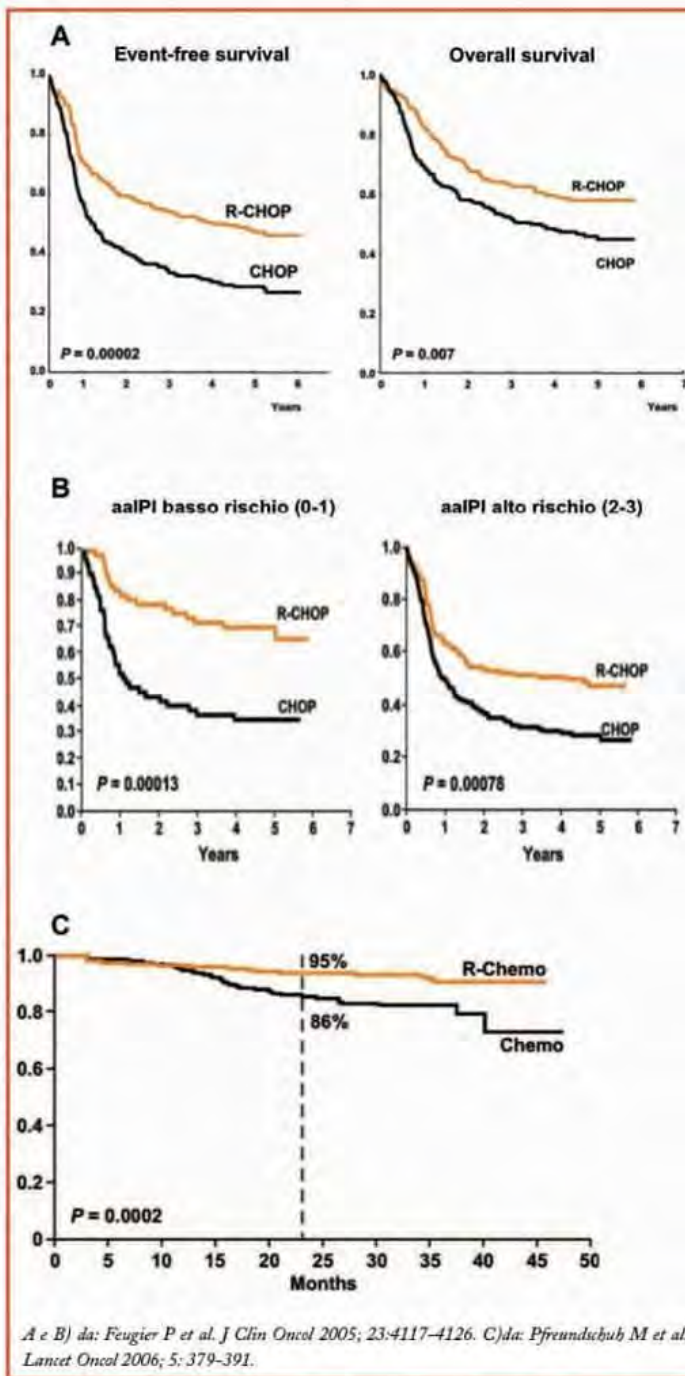 A
Event-free survival
1.0
0.8
0.6
0.4
0.2
0.0
R-CHOP
CHOP
P = 0.00002
0 1 2 3 4 5 6
Years
Overall survival
1.0
0.8
0.6
0.4
0.2
0.0
R-CHOP
CHOP
P = 0.007
0 1 2 3 4 5 6 7
Years
B
aaIPI basso rischio (0-1)
1.0
0.9
0.8
0.7
0.6
0.5
0.4
0.3
0.4
0.1
0.0
R-CHOP
CHOP
P = 0.00013
0 1 2 3 4 5 6 7
Years
aaIPI alto rischio (2-3)
1.0
0.8
0.6
0.4
0.2
0.0
R-CHOP
CHOP
P = 0.00078
0 1 2 3 4 5 6 7
Years
C
1.0
0.8
0.6
0.4
0.2
0
95%
R-Chemo
86%
Chemo
P = 0.0002
0 5 10 15 20 25 30 35 40 45 50
Months
A e B) da: Feugier P et al. J Clin Oncol 2005; 23:4117-4126. C)da: Pfreundschuh M et al.
Lancet Oncol 2006; 5: 379-391.